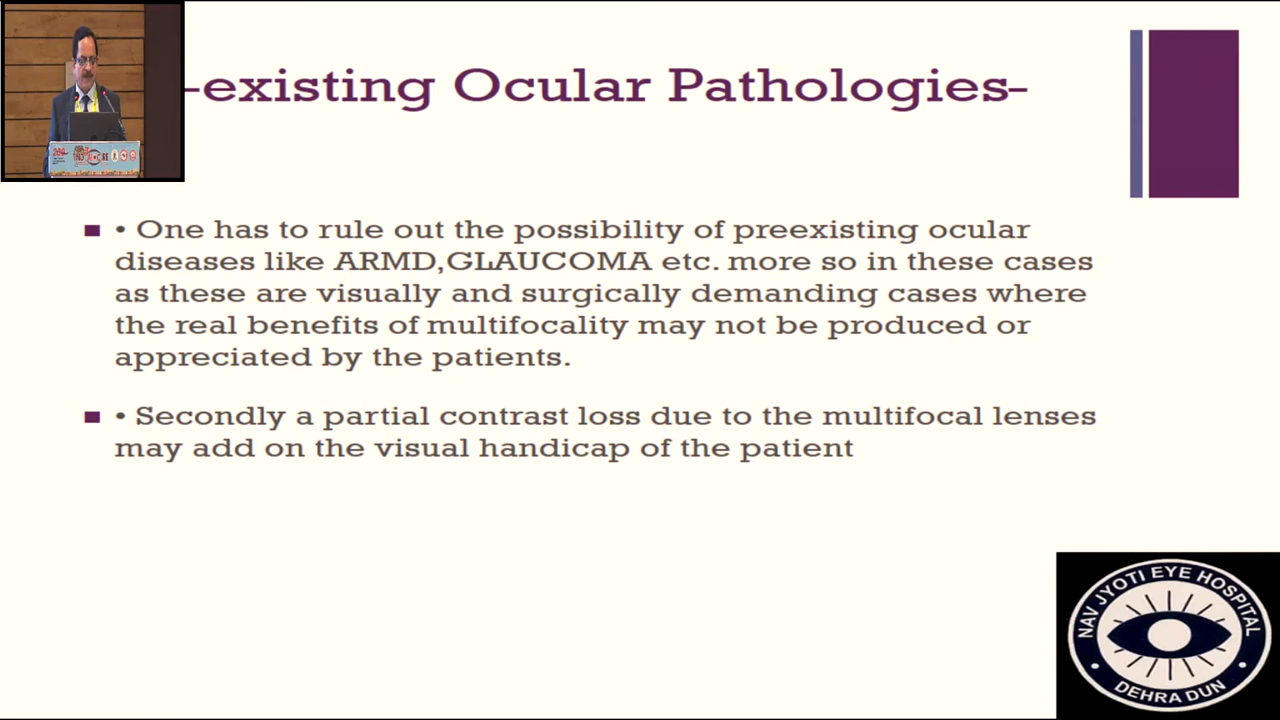 -existing Ocular Pathologies-
• One has to rule out the possibility of preexisting ocular
diseases like ARMD,GLAUCOMA etc. more so in these cases
as these are visually and surgically demanding cases where
the real benefits of multifocality may not be produced or
appreciated by the patients.
• Secondly a partial contrast loss due to the multifocal lenses
may add on the visual handicap of the patient
NAV JYOTI EYE HOSPITAL
• DEHRA DUN •